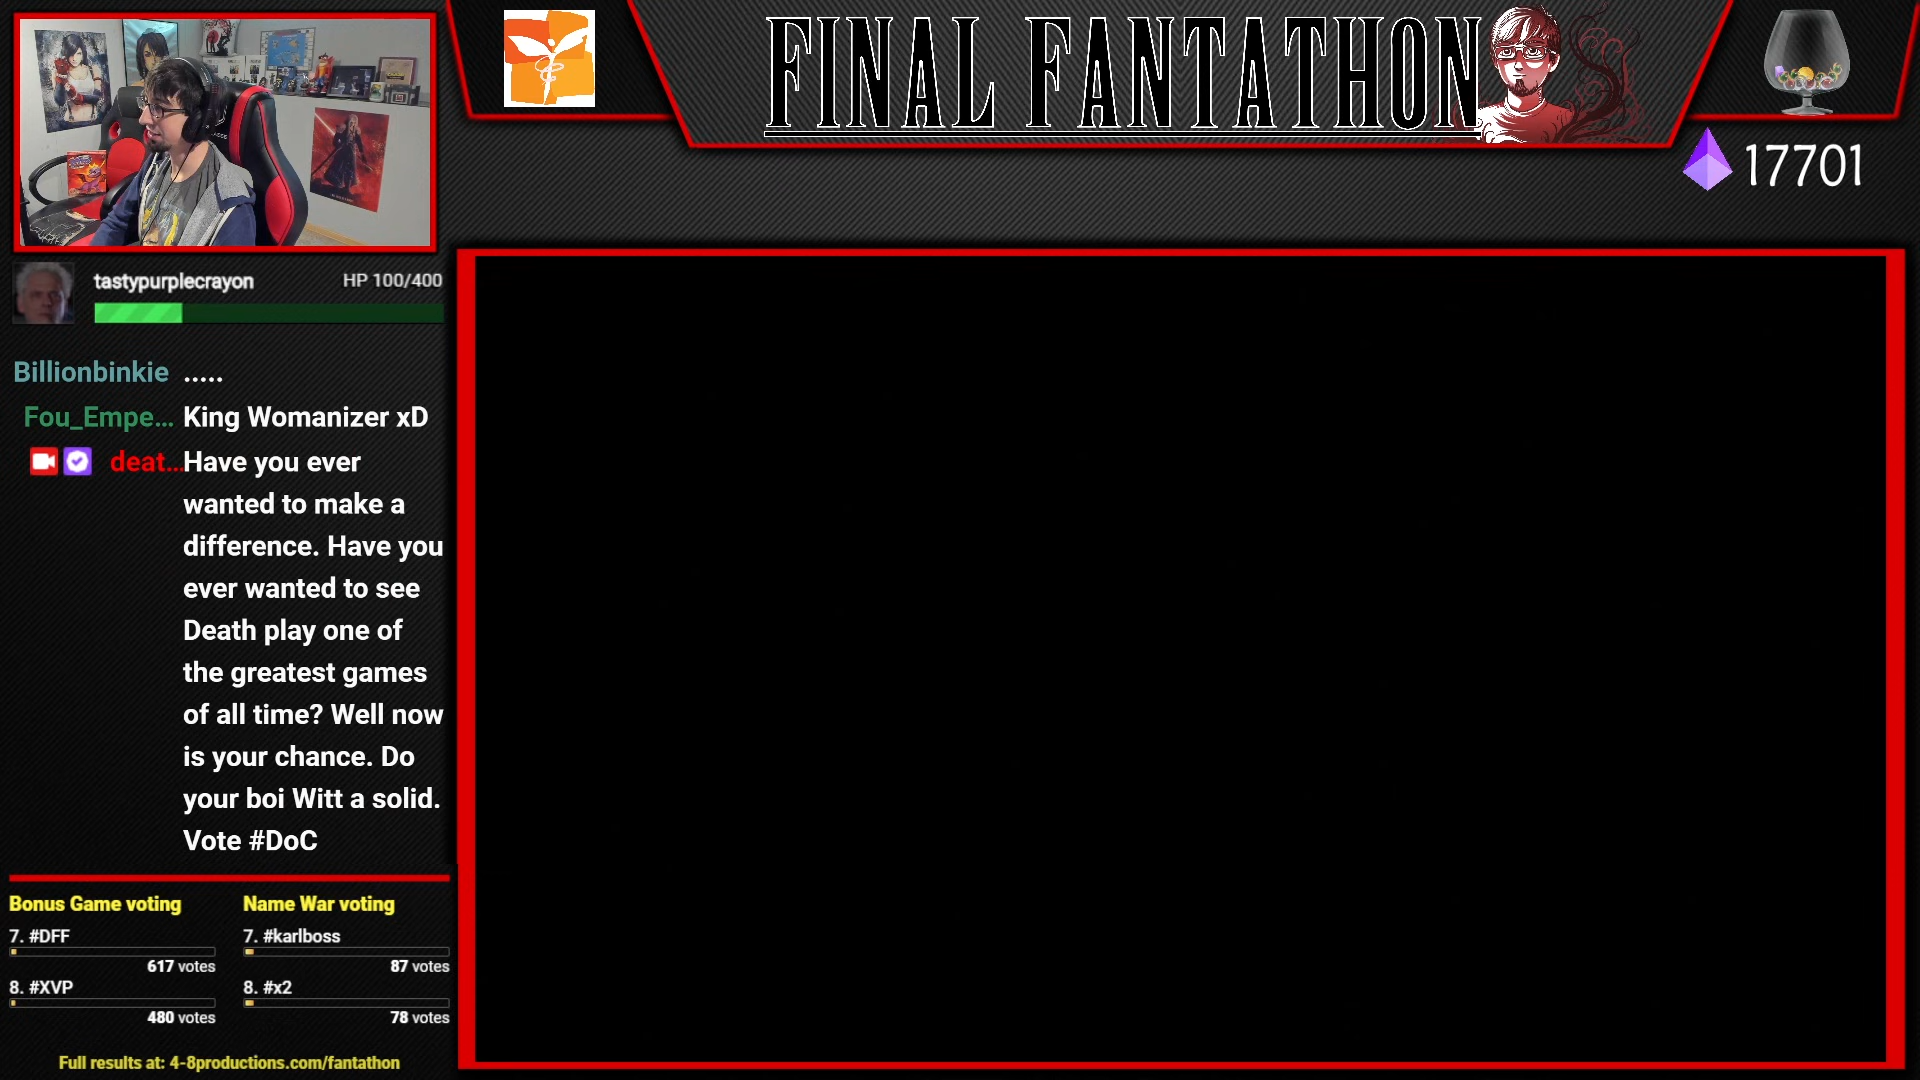 FINAL FANTATHON
17701
tastypurplecrayon HP 100/400
Billionbinkie .....
Fou_Empe... King Womanizer xD
deat... Have you ever
wanted to make a
difference. Have you
ever wanted to see
Death play one of
the greatest games
of all time? Well now
is your chance. Do
your boi Witt a solid.
Vote #DoC
Bonus Game voting
7. #DFF
617 votes
8. #XVP
480 votes
Name War voting
7. #karlboss
87 votes
8. #x2
78 votes
Full results at: 4-8productions.com/fantathon